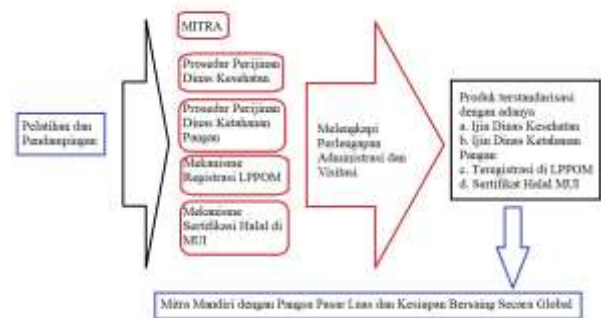 Pelatihan dan
Pendampingan
MITRA
Prosedur Perijinan
Dinas Kesehatan
Prosedur Perijinan
Dinas Ketahanan
Pangan
Mekanisme
Registrasi LPPOM
Mekanisme
Sertifikasi Halal di
MUI
Melengkapi
Perlengapan
Administrasi dan
Visitasi
Produk terstandarisasi
dengan adanya
a. Ijin Dinas Kesehatan
b. Ijin Dinas Ketahanan
Pangan
c. Teregistrasi di LPPOM
d. Sertifikat Halal MUI
Mitra Mandiri dengan Pangsa Pasar Luas dan Kesiapan Bersaing Secara Global